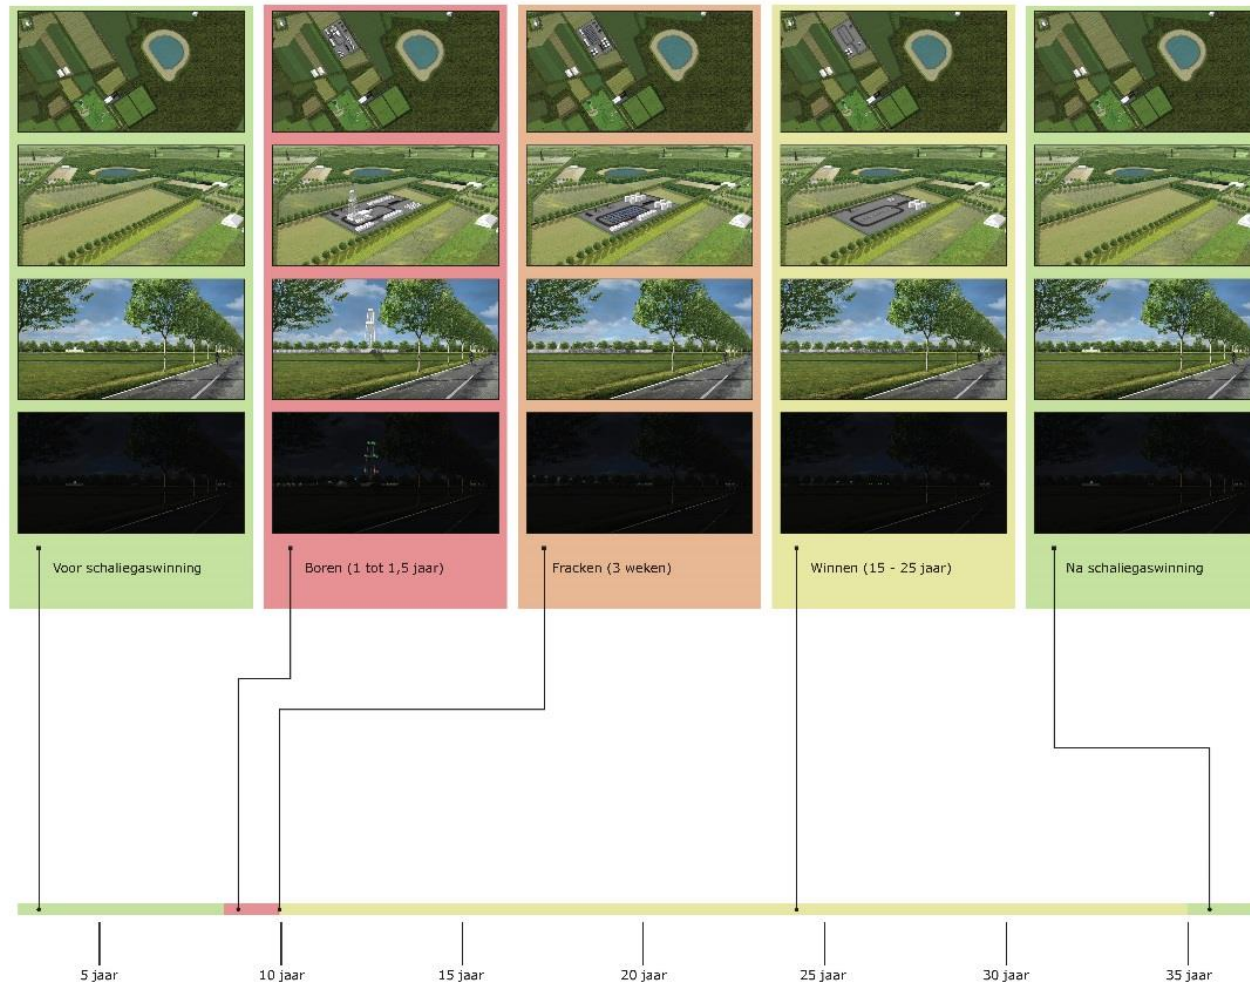 Voor schaliegaswinning
Boren (1 tot 1,5 jaar)
Fracken (3 weken)
Winnen (15 - 25 jaar)
Na schaliegaswinning
5 jaar
10 jaar
15 jaar
20 jaar
25 jaar
30 jaar
35 jaar